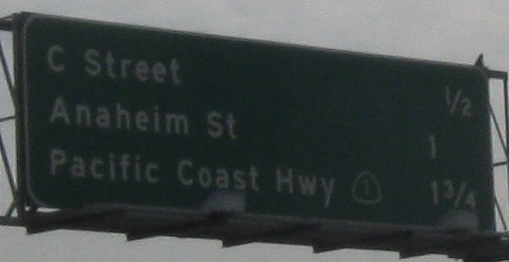 C Street 1/2
Anaheim St 1
Pacific Coast Hwy 1 1 3/4